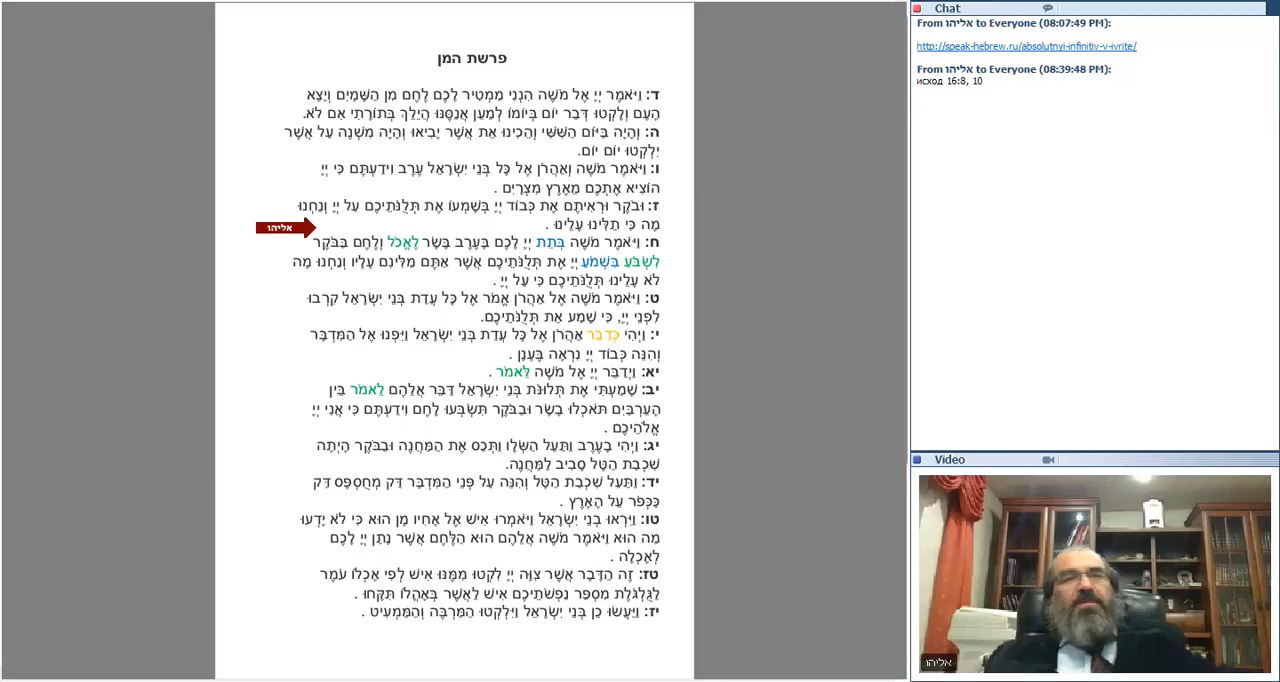 פרשת המן
ד: וַיֹּאמֶר יְיָ אֶל מֹשֶׁה הִנְנִי מַמְטִיר לָכֶם לֶחֶם מִן הַשָּׁמָיִם וְיָצָא
הָעָם וְלָקְטוּ דְּבַר יוֹם בְּיוֹמוֹ לְמַעַן אֲנַסֶּנּוּ הֲיֵלֵךְ בְּתוֹרָתִי אִם לֹא.
ה: וְהָיָה בַּיּוֹם הַשִּׁשִּׁי וְהֵכִינוּ אֵת אֲשֶׁר יָבִיאוּ וְהָיָה מִשְׁנֶה עַל אֲשֶׁר
יִלְקְטוּ יוֹם יוֹם.
ו: וַיֹּאמֶר מֹשֶׁה וְאַהֲרֹן אֶל כָּל בְּנֵי יִשְׂרָאֵל עֶרֶב וִידַעְתֶּם כִּי יְיָ
הוֹצִיא אֶתְכֶם מֵאֶרֶץ מִצְרָיִם .
ז: וּבֹקֶר וּרְאִיתֶם אֶת כְּבוֹד יְיָ בְּשָׁמְעוֹ אֶת תְּלֻנֹּתֵיכֶם עַל יְיָ וְנַחְנוּ
מָה כִּי תַלִּינוּ עָלֵינוּ .
אליהו
ח: וַיֹּאמֶר מֹשֶׁה בְּתֵת יְיָ לָכֶם בָּעֶרֶב בָּשָׂר לֶאֱכֹל וְלֶחֶם בַּבֹּקֶר
לִשְׂבֹּעַ בִּשְׁמֹעַ יְיָ אֶת תְּלֻנֹּתֵיכֶם אֲשֶׁר אַתֶּם מַלִּינִם עָלָיו וְנַחְנוּ מָה
לֹא עָלֵינוּ תְלֻנֹּתֵיכֶם כִּי עַל יְיָ .
ט: וַיֹּאמֶר מֹשֶׁה אֶל אַהֲרֹן אֱמֹר אֶל כָּל עֲדַת בְּנֵי יִשְׂרָאֵל קִרְבוּ
לִפְנֵי יְיָ, כִּי שָׁמַע אֵת תְּלֻנֹּתֵיכֶם.
י: וַיְהִי כְּדַבֵּר אַהֲרֹן אֶל כָּל עֲדַת בְּנֵי יִשְׂרָאֵל וַיִּפְנוּ אֶל הַמִּדְבָּר
וְהִנֵּה כְּבוֹד יְיָ נִרְאָה בֶּעָנָן .
יא: וַיְדַבֵּר יְיָ אֶל מֹשֶׁה לֵּאמֹר .
יב: שָׁמַעְתִּי אֶת תְּלוּנֹּת בְּנֵי יִשְׂרָאֵל דַּבֵּר אֲלֵהֶם לֵאמֹר בֵּין
הָעַרְבַּיִם תֹּאכְלוּ בָשָׂר וּבַבֹּקֶר תִּשְׂבְּעוּ לָחֶם וִידַעְתֶּם כִּי אֲנִי יְיָ
אֱלֹהֵיכֶם .
יג: וַיְהִי בָעֶרֶב וַתַּעַל הַשְּׂלָו וַתְּכַס אֶת הַמַּחֲנֶה וּבַבֹּקֶר הָיְתָה
שִׁכְבַת הַטַּל סָבִיב לַמַּחֲנֶה.
יד: וַתַּעַל שִׁכְבַת הַטָּל וְהִנֵּה עַל פְּנֵי הַמִּדְבָּר דַּק מְחֻסְפָּס דַּק
כַּכְּפֹר עַל הָאָרֶץ .
טו: וַיִּרְאוּ בְנֵי יִשְׂרָאֵל וַיֹּאמְרוּ אִישׁ אֶל אָחִיו מָן הוּא כִּי לֹא יָדְעוּ
מַה הוּא וַיֹּאמֶר מֹשֶׁה אֲלֵהֶם הוּא הַלֶּחֶם אֲשֶׁר נָתַן יְיָ לָכֶם
לְאָכְלָה .
טז: זֶה הַדָּבָר אֲשֶׁר צִוָּה יְיָ לִקְטוּ מִמֶּנּוּ אִישׁ לְפִי אָכְלוֹ עֹמֶר
לַגֻּלְגֹּלֶת מִסְפַּר נַפְשֹׁתֵיכֶם אִישׁ לַאֲשֶׁר בְּאָהֳלוֹ תִּקָּחוּ .
יז: וַיַּעֲשׂוּ כֵן בְּנֵי יִשְׂרָאֵל וַיִּלְקְטוּ הַמַּרְבֶּה וְהַמַּמְעִיט .
Chat
From אליהו to Everyone (08:07:49 PM):
http://speak-hebrew.ru/absolutnyi-infinitiv-v-ivrite/
From אליהו to Everyone (08:39:48 PM):
исход 16:8, 10
Video
אליהו